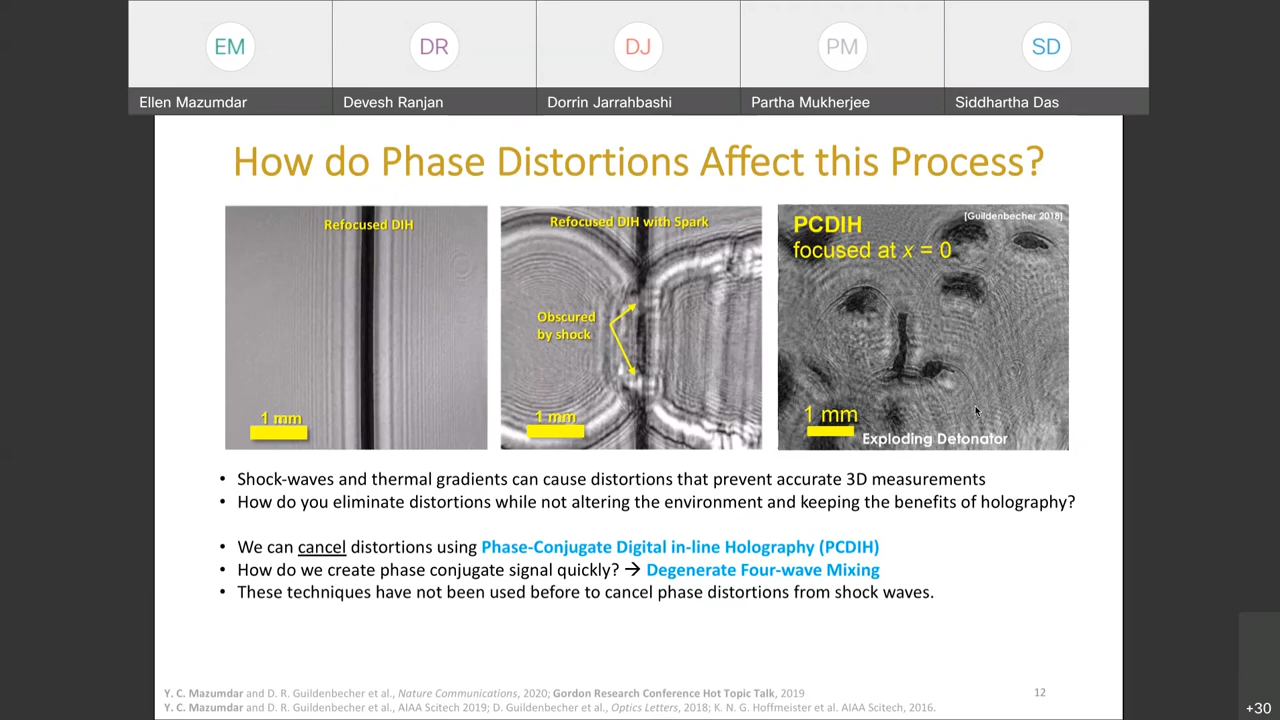 EM
DR
DJ
PM
SD
Ellen Mazumdar
Devesh Ranjan
Dorrin Jarrahbashi
Partha Mukherjee
Siddhartha Das
How do Phase Distortions Affect this Process?
Refocused DIH
1 mm
Refocused DIH with Spark
Obscured
by shock
1 mm
[Guildenbecher 2018]
PCDIH
focused at x = 0
1 mm
Exploding Detonator
• Shock-waves and thermal gradients can cause distortions that prevent accurate 3D measurements
• How do you eliminate distortions while not altering the environment and keeping the benefits of holography?
• We can cancel distortions using Phase-Conjugate Digital in-line Holography (PCDIH)
• How do we create phase conjugate signal quickly? → Degenerate Four-wave Mixing
• These techniques have not been used before to cancel phase distortions from shock waves.
Y. C. Mazumdar and D. R. Guildenbecher et al., Nature Communications, 2020; Gordon Research Conference Hot Topic Talk, 2019
Y. C. Mazumdar and D. R. Guildenbecher et al., AIAA Scitech 2019; D. Guildenbecher et al., Optics Letters, 2018; K. N. G. Hoffmeister et al. AIAA Scitech, 2016.
12
+30